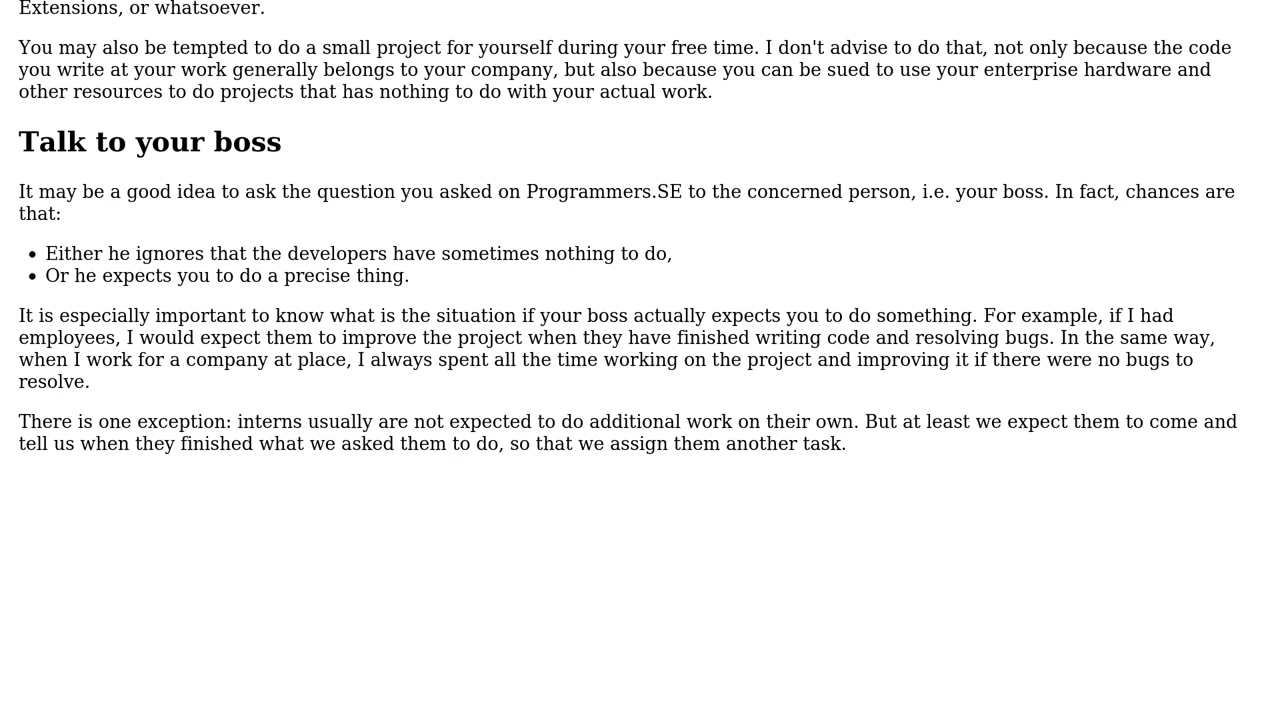 Extensions, or whatsoever.
You may also be tempted to do a small project for yourself during your free time. I don't advise to do that, not only because the code
you write at your work generally belongs to your company, but also because you can be sued to use your enterprise hardware and
other resources to do projects that has nothing to do with your actual work.
Talk to your boss
It may be a good idea to ask the question you asked on Programmers.SE to the concerned person, i.e. your boss. In fact, chances are
that:
• Either he ignores that the developers have sometimes nothing to do,
• Or he expects you to do a precise thing.
It is especially important to know what is the situation if your boss actually expects you to do something. For example, if I had
employees, I would expect them to improve the project when they have finished writing code and resolving bugs. In the same way,
when I work for a company at place, I always spent all the time working on the project and improving it if there were no bugs to
resolve.
There is one exception: interns usually are not expected to do additional work on their own. But at least we expect them to come and
tell us when they finished what we asked them to do, so that we assign them another task.